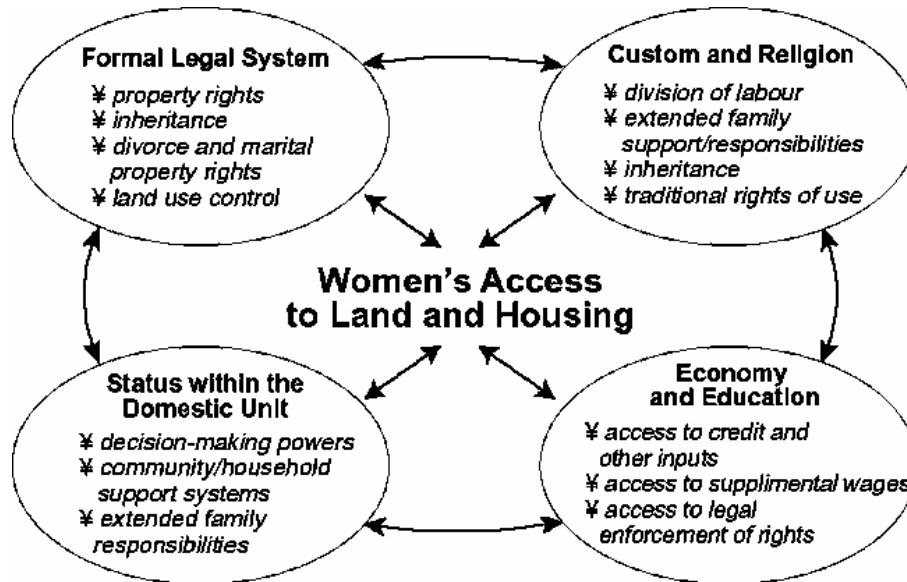 Formal Legal System
¥ property rights
¥ inheritance
¥ divorce and marital
property rights
¥ land use control
Custom and Religion
¥ division of labour
¥ extended family
support/responsibilities
¥ inheritance
¥ traditional rights of use
Women's Access
to Land and Housing
Status within the
Domestic Unit
¥ decision-making powers
¥ community/household
support systems
¥ extended family
responsibilities
Economy
and Education
¥ access to credit and
other inputs
¥ access to supplimental wages
¥ access to legal
enforcement of rights